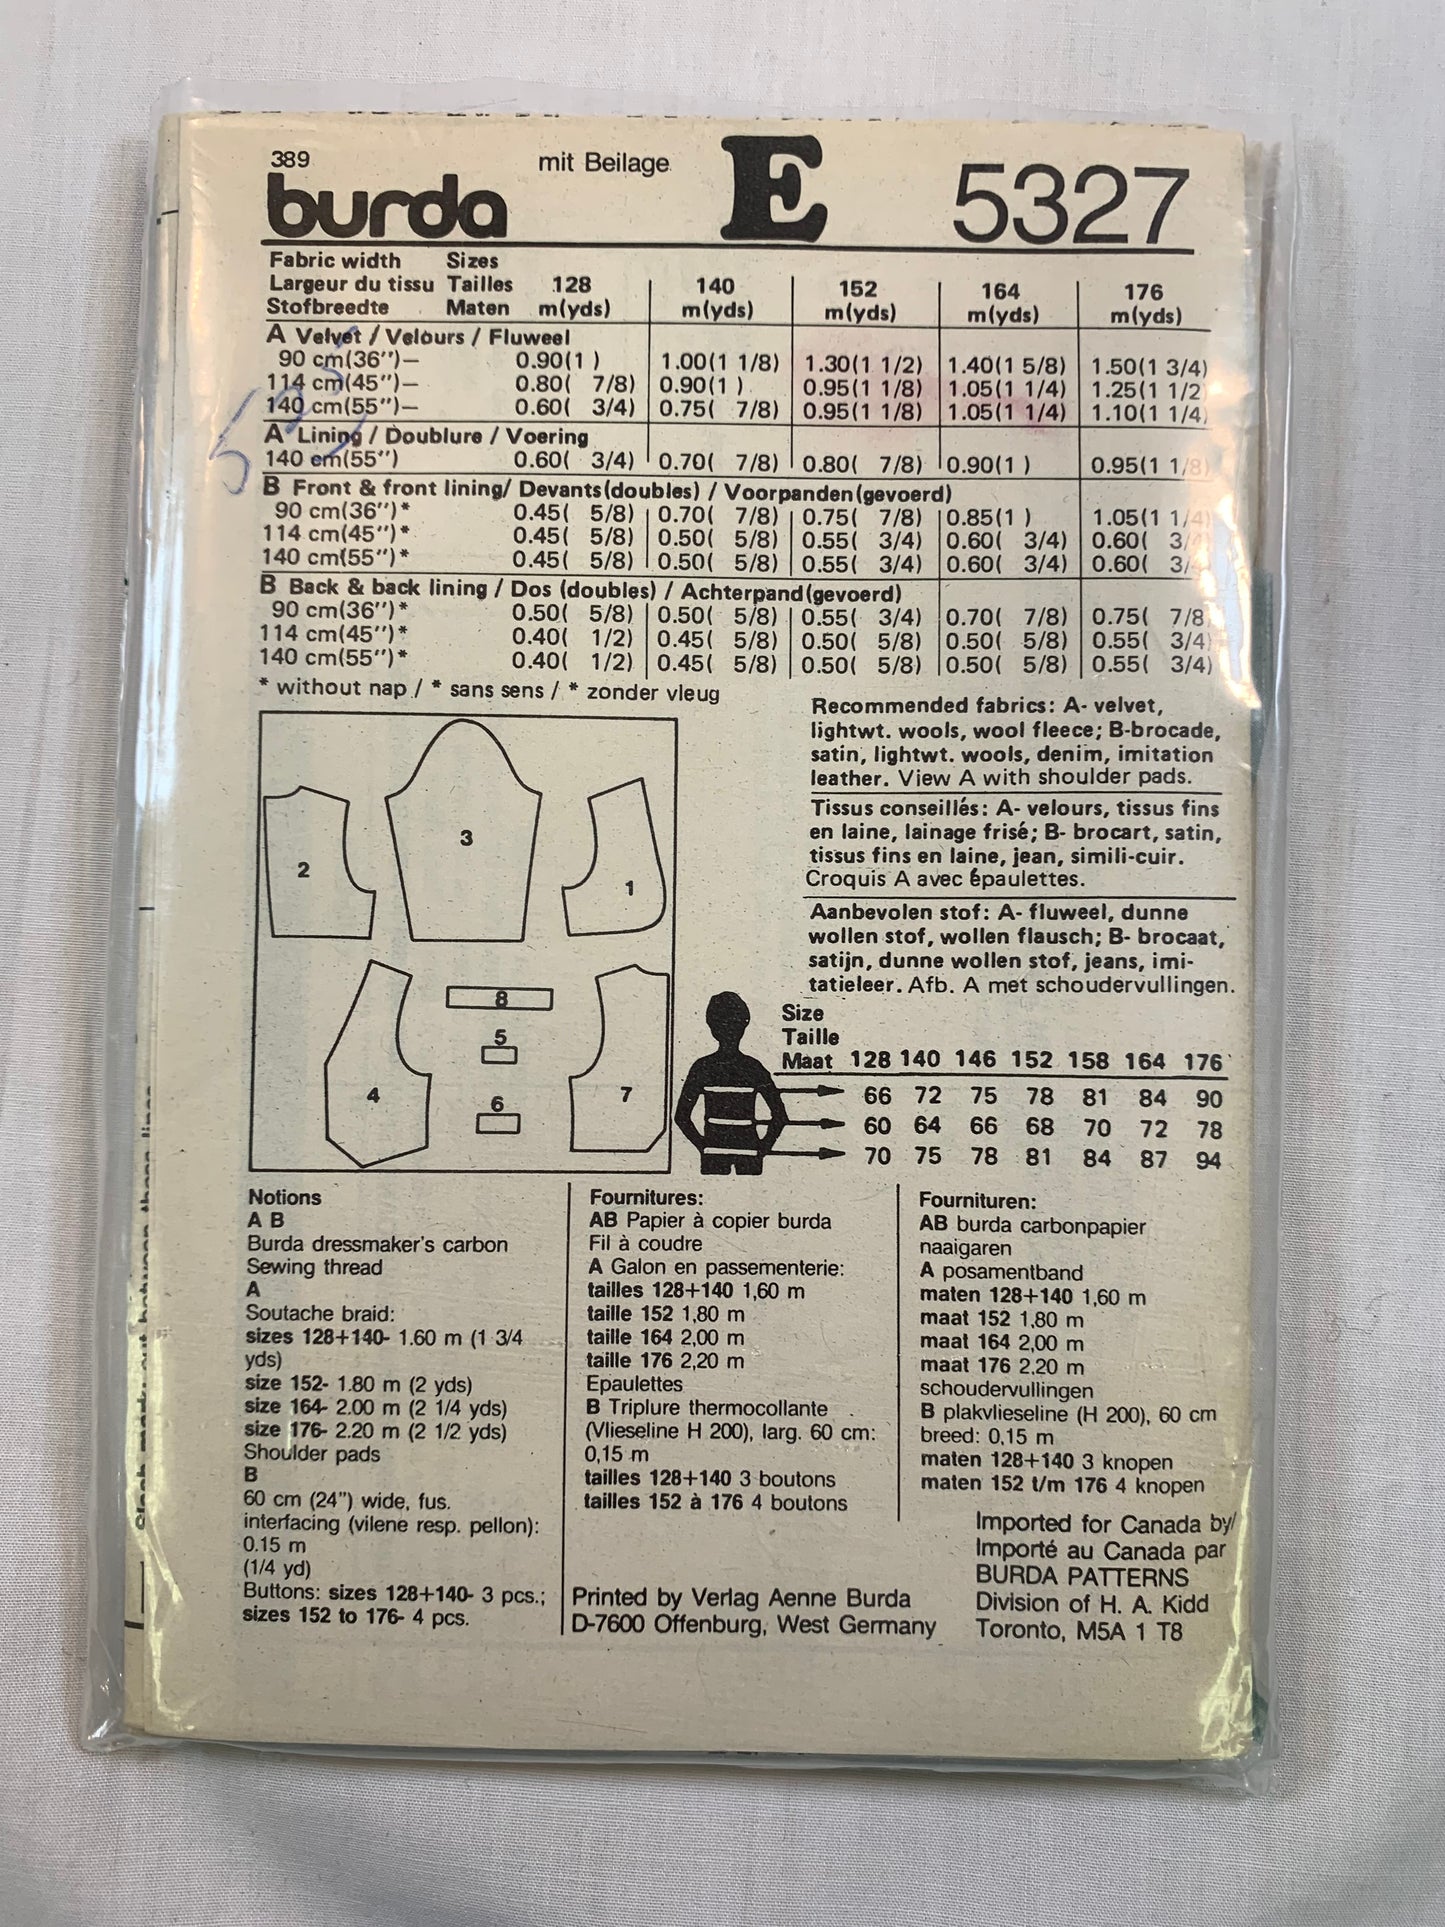 389
mit Beilage
E
5327
burda
Fabric width Sizes
Largeur du tissu Tailles 128 140 152 164 176
Stofbreedte Maten m(yds) m(yds) m(yds) m(yds) m(yds)
A Velvet / Velours / Fluweel
90 cm(36'')— 0.90(1 ) 1.00(1 1/8) 1.30(1 1/2) 1.40(1 5/8) 1.50(1 3/4)
114 cm(45'')— 0.80( 7/8) 0.90(1 ) 0.95(1 1/8) 1.05(1 1/4) 1.25(1 1/2
140 cm(55'')— 0.60( 3/4) 0.75( 7/8) 0.95(1 1/8) 1.05(1 1/4) 1.10(1 1/4)
A Lining / Doublure / Voering
140 cm(55'') 0.60( 3/4) 0.70( 7/8) 0.80( 7/8) 0.90(1 ) 0.95(1 1/8)
B Front & front lining/ Devants(doubles) / Voorpanden(gevoerd)
90 cm(36'')* 0.45( 5/8) 0.70( 7/8) 0.75( 7/8) 0.85(1 ) 1.05(1 1/4)
114 cm(45'')* 0.45( 5/8) 0.50( 5/8) 0.55( 3/4) 0.60( 3/4) 0.60( 3/4
140 cm(55'')* 0.45( 5/8) 0.50( 5/8) 0.55( 3/4) 0.60( 3/4) 0.60( 3/4
B Back & back lining / Dos (doubles) / Achterpand(gevoerd)
90 cm(36'')* 0.50( 5/8) 0.50( 5/8) 0.55( 3/4) 0.70( 7/8) 0.75( 7/8
114 cm(45'')* 0.40( 1/2) 0.45( 5/8) 0.50( 5/8) 0.50( 5/8) 0.55( 3/4)
140 cm(55'')* 0.40( 1/2) 0.45( 5/8) 0.50( 5/8) 0.50( 5/8) 0.55( 3/4)
* without nap / * sans sens / * zonder vleug
Recommended fabrics: A- velvet,
lightwt. wools, wool fleece; B-brocade,
satin, lightwt. wools, denim, imitation
leather. View A with shoulder pads.
Tissus conseillés: A- velours, tissus fins
en laine, lainage frisé; B- brocart, satin,
tissus fins en laine, jean, simili-cuir.
Croquis A avec épaulettes.
Aanbevolen stof: A- fluweel, dunne
wollen stof, wollen flausch; B- brocaat,
satijn, dunne wollen stof, jeans, imi-
tatieleer. Afb. A met schoudervullingen.
2
3
1
4
8
5
6
7
Size
Taille
Maat 128 140 146 152 158 164 176
66 72 75 78 81 84 90
60 64 66 68 70 72 78
70 75 78 81 84 87 94
Notions
A B
Burda dressmaker's carbon
Sewing thread
A
Soutache braid:
sizes 128+140- 1.60 m (1 3/4
yds)
size 152- 1.80 m (2 yds)
size 164- 2.00 m (2 1/4 yds)
size 176- 2.20 m (2 1/2 yds)
Shoulder pads
B
60 cm (24") wide, fus.
interfacing (vilene resp. pellon):
0.15 m
(1/4 yd)
Buttons: sizes 128+140- 3 pcs.;
sizes 152 to 176- 4 pcs.
Fournitures:
AB Papier à copier burda
Fil à coudre
A Galon en passementerie:
tailles 128+140 1,60 m
taille 152 1,80 m
taille 164 2,00 m
taille 176 2,20 m
Epaulettes
B Triplure thermocollante
(Vlieseline H 200), larg. 60 cm:
0,15 m
tailles 128+140 3 boutons
tailles 152 à 176 4 boutons
Fournituren:
AB burda carbonpapier
naaigaren
A posamentband
maten 128+140 1,60 m
maat 152 1,80 m
maat 164 2,00 m
maat 176 2,20 m
schoudervullingen
B plakvlieseline (H 200), 60 cm
breed: 0,15 m
maten 128+140 3 knopen
maten 152 t/m 176 4 knopen
Printed by Verlag Aenne Burda
D-7600 Offenburg, West Germany
Imported for Canada by/
Importé au Canada par
BURDA PATTERNS
Division of H. A. Kidd
Toronto, M5A 1 T8